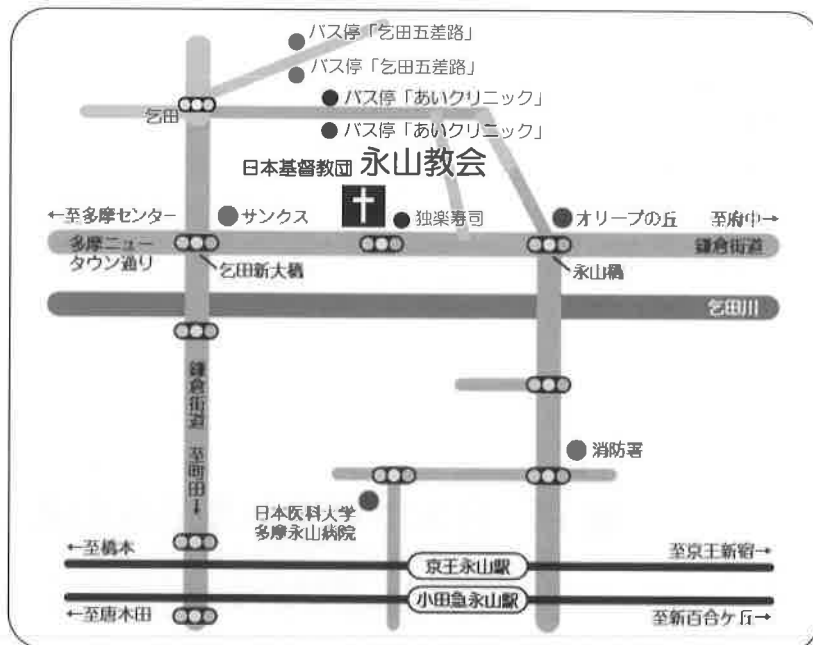 バス停「乞田五差路」
バス停「乞田五差路」
バス停「あいクリニック」
乞田
バス停「あいクリニック」
日本基督教団 永山教会
←至多摩センター
サンクス
独楽寿司
オリーブの丘
至府中→
多摩ニュー
タウン通り
鎌倉街道
乞田新大橋
永山橋
乞田川
鎌倉街道 至町田→
消防署
日本医科大学
多摩永山病院
←至橋本
京王永山駅
至京王新宿→
小田急永山駅
←至唐木田
至新百合ヶ丘→